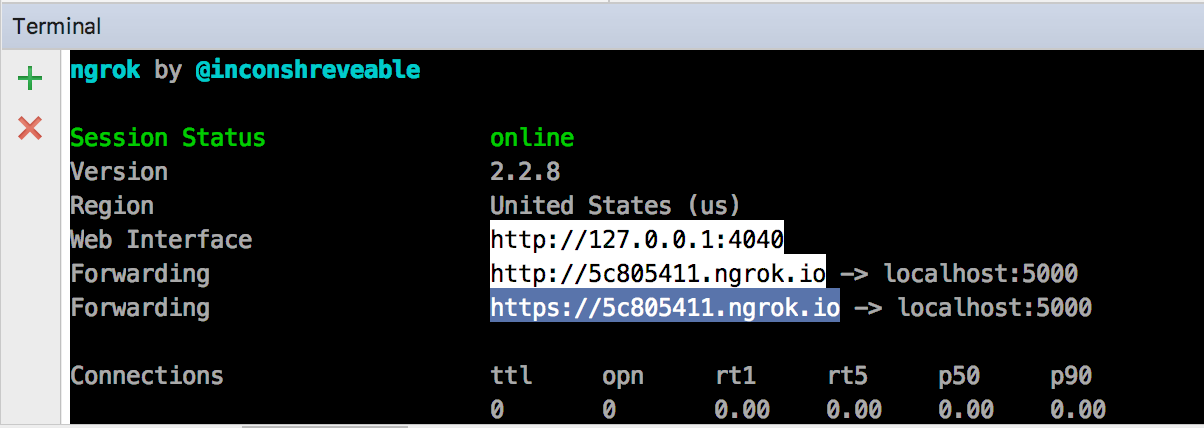 Terminal
ngrok by @inconshreveable
Session Status online
Version 2.2.8
Region United States (us)
Web Interface http://127.0.0.1:4040
Forwarding http://5c805411.ngrok.io -> localhost:5000
Forwarding https://5c805411.ngrok.io -> localhost:5000
Connections ttl opn rt1 rt5 p50 p90
0 0 0.00 0.00 0.00 0.00